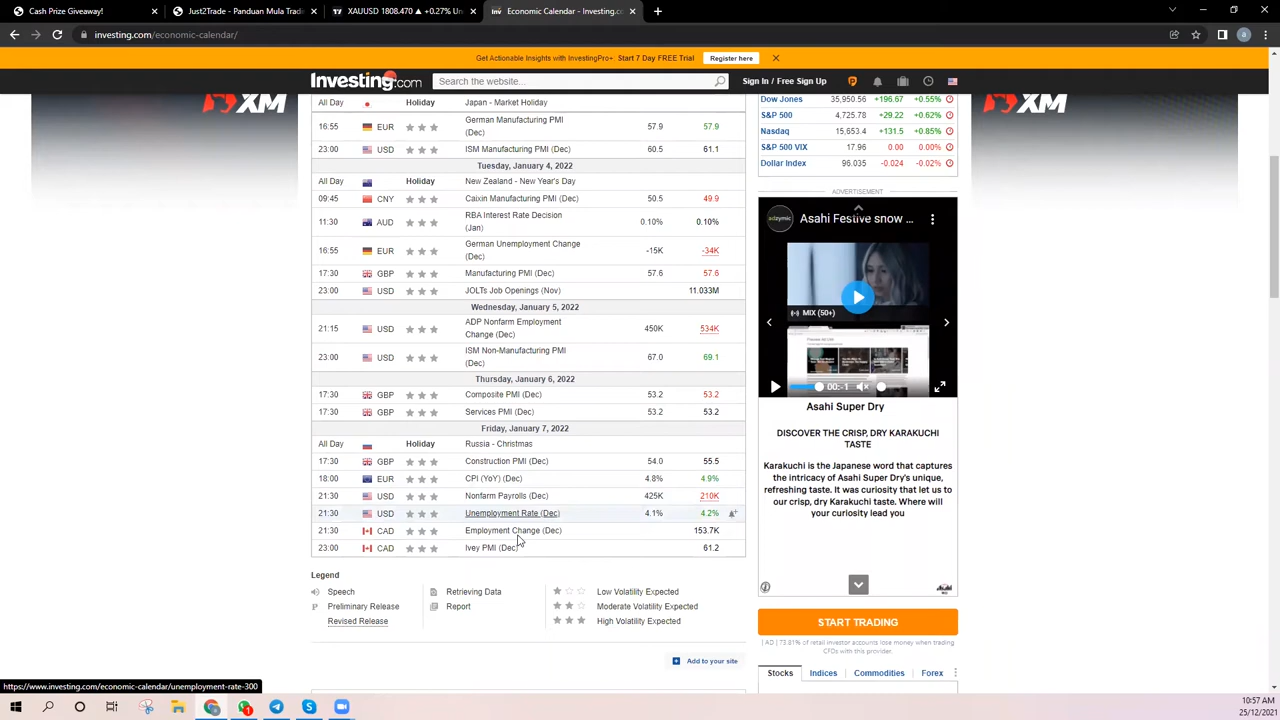 Cash Prize Giveaway!
Just2Trade - Panduan Mula Trade
XAUUSD 1808.470 ▲ +0.27% Un
Economic Calendar - Investing.co
investing.com/economic-calendar/
Get Actionable Insights with InvestingPro+ Start 7 Day FREE Trial Register here
Investing.com Search the website... Sign In / Free Sign Up
XM
XM
All Day Holiday Japan - Market Holiday
16:55 EUR German Manufacturing PMI (Dec) 57.9 57.9
23:00 USD ISM Manufacturing PMI (Dec) 60.5 61.1
Tuesday, January 4, 2022
All Day Holiday New Zealand - New Year's Day
09:45 CNY Caixin Manufacturing PMI (Dec) 50.5 49.9
11:30 AUD RBA Interest Rate Decision (Jan) 0.10% 0.10%
16:55 EUR German Unemployment Change (Dec) -15K -34K
17:30 GBP Manufacturing PMI (Dec) 57.6 57.6
23:00 USD JOLTs Job Openings (Nov) 11.033M
Wednesday, January 5, 2022
21:15 USD ADP Nonfarm Employment Change (Dec) 450K 534K
23:00 USD ISM Non-Manufacturing PMI (Dec) 67.0 69.1
Thursday, January 6, 2022
17:30 GBP Composite PMI (Dec) 53.2 53.2
17:30 GBP Services PMI (Dec) 53.2 53.2
Friday, January 7, 2022
All Day Holiday Russia - Christmas
17:30 GBP Construction PMI (Dec) 54.0 55.5
18:00 EUR CPI (YoY) (Dec) 4.8% 4.9%
21:30 USD Nonfarm Payrolls (Dec) 425K 210K
21:30 USD Unemployment Rate (Dec) 4.1% 4.2%
21:30 CAD Employment Change (Dec) 153.7K
23:00 CAD Ivey PMI (Dec) 61.2
Legend
Speech
P Preliminary Release
Revised Release
Retrieving Data
Report
Low Volatility Expected
Moderate Volatility Expected
High Volatility Expected
Add to your site
Dow Jones 35,950.56 +196.67 +0.55%
S&P 500 4,725.78 +29.22 +0.62%
Nasdaq 15,653.4 +131.5 +0.85%
S&P 500 VIX 17.96 0.00 0.00%
Dollar Index 96.035 -0.024 -0.02%
ADVERTISEMENT
adzymic
Asahi Festive snow ...
MIX (50+)
00:-1
Asahi Super Dry
DISCOVER THE CRISP, DRY KARAKUCHI
TASTE
Karakuchi is the Japanese word that captures
the intricacy of Asahi Super Dry's unique,
refreshing taste. It was curiosity that let us to
our crisp, dry Karakuchi taste. Where will
your curiosity lead you
START TRADING
| AD | 73.81% of retail investor accounts lose money when trading
CFDs with this provider.
Stocks Indices Commodities Forex
https://www.investing.com/economic-calendar/unemployment-rate-300
10:57 AM
25/12/2021